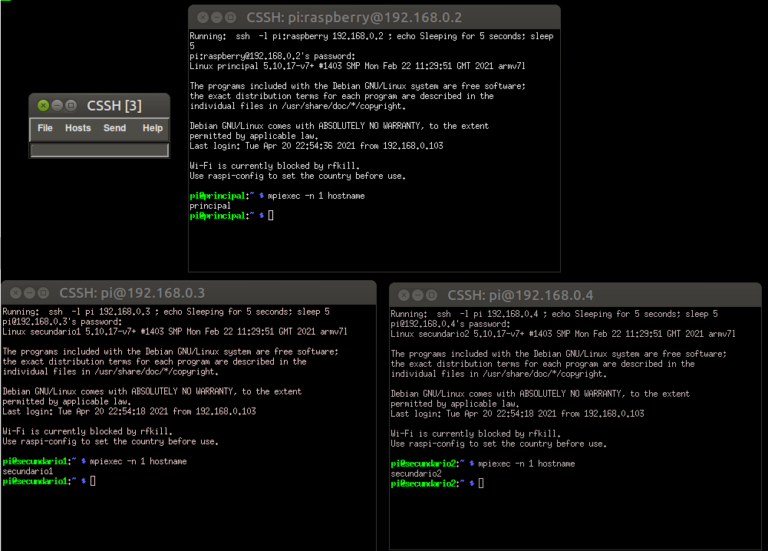 CSSH: pi:raspberry@192.168.0.2
Running:  ssh  -l pi:raspberry 192.168.0.2 ; echo Sleeping for 5 seconds; sleep
5
pi:raspberry@192.168.0.2's password:
Linux principal 5.10.17-v7+ #1403 SMP Mon Feb 22 11:29:51 GMT 2021 armv7l
The programs included with the Debian GNU/Linux system are free software;
the exact distribution terms for each program are described in the
individual files in /usr/share/doc/*/copyright.
Debian GNU/Linux comes with ABSOLUTELY NO WARRANTY, to the extent
permitted by applicable law.
Last login: Tue Apr 20 22:54:36 2021 from 192.168.0.103
Wi-Fi is currently blocked by rfkill.
Use raspi-config to set the country before use.
pi@principal:~ $ mpiexec -n 1 hostname
principal
pi@principal:~ $
CSSH [3]
File Hosts Send Help
CSSH: pi@192.168.0.3
Running:  ssh  -l pi 192.168.0.3 ; echo Sleeping for 5 seconds; sleep 5
pi@192.168.0.3's password:
Linux secundario1 5.10.17-v7+ #1403 SMP Mon Feb 22 11:29:51 GMT 2021 armv7l
The programs included with the Debian GNU/Linux system are free software;
the exact distribution terms for each program are described in the
individual files in /usr/share/doc/*/copyright.
Debian GNU/Linux comes with ABSOLUTELY NO WARRANTY, to the extent
permitted by applicable law.
Last login: Tue Apr 20 22:54:18 2021 from 192.168.0.103
Wi-Fi is currently blocked by rfkill.
Use raspi-config to set the country before use.
pi@secundario1:~ $ mpiexec -n 1 hostname
secundario1
pi@secundario1:~ $
CSSH: pi@192.168.0.4
Running:  ssh  -l pi 192.168.0.4 ; echo Sleeping for 5 seconds; sleep 5
pi@192.168.0.4's password:
Linux secundario2 5.10.17-v7+ #1403 SMP Mon Feb 22 11:29:51 GMT 2021 armv7l
The programs included with the Debian GNU/Linux system are free software;
the exact distribution terms for each program are described in the
individual files in /usr/share/doc/*/copyright.
Debian GNU/Linux comes with ABSOLUTELY NO WARRANTY, to the extent
permitted by applicable law.
Last login: Tue Apr 20 22:54:18 2021 from 192.168.0.103
Wi-Fi is currently blocked by rfkill.
Use raspi-config to set the country before use.
pi@secundario2:~ $ mpiexec -n 1 hostname
secundario2
pi@secundario2:~ $